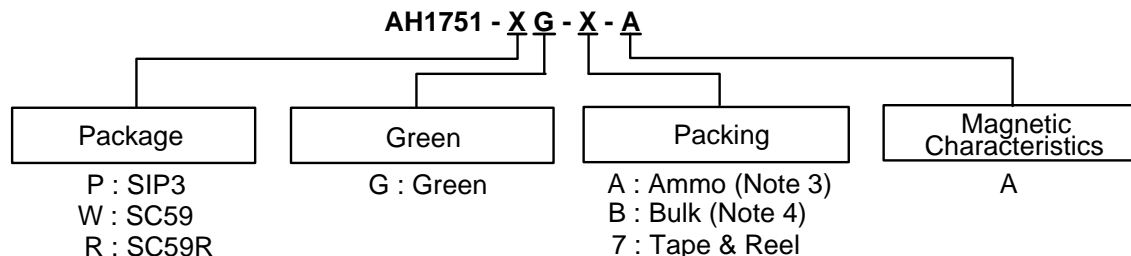 AH1751 - X G - X - A
Package
Green
Packing
Magnetic
Characteristics
P : SIP3
W : SC59
R : SC59R
G : Green
A : Ammo (Note 3)
B : Bulk (Note 4)
7 : Tape & Reel
A